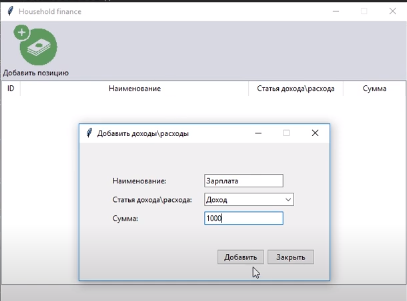 Household finance
Добавить позицию
ID Наименование Статья дохода\расхода Сумма
Добавить доходы\расходы
Наименование: Зарплата
Статья дохода\расхода: Доход
Сумма: 1000
Добавить Закрыть